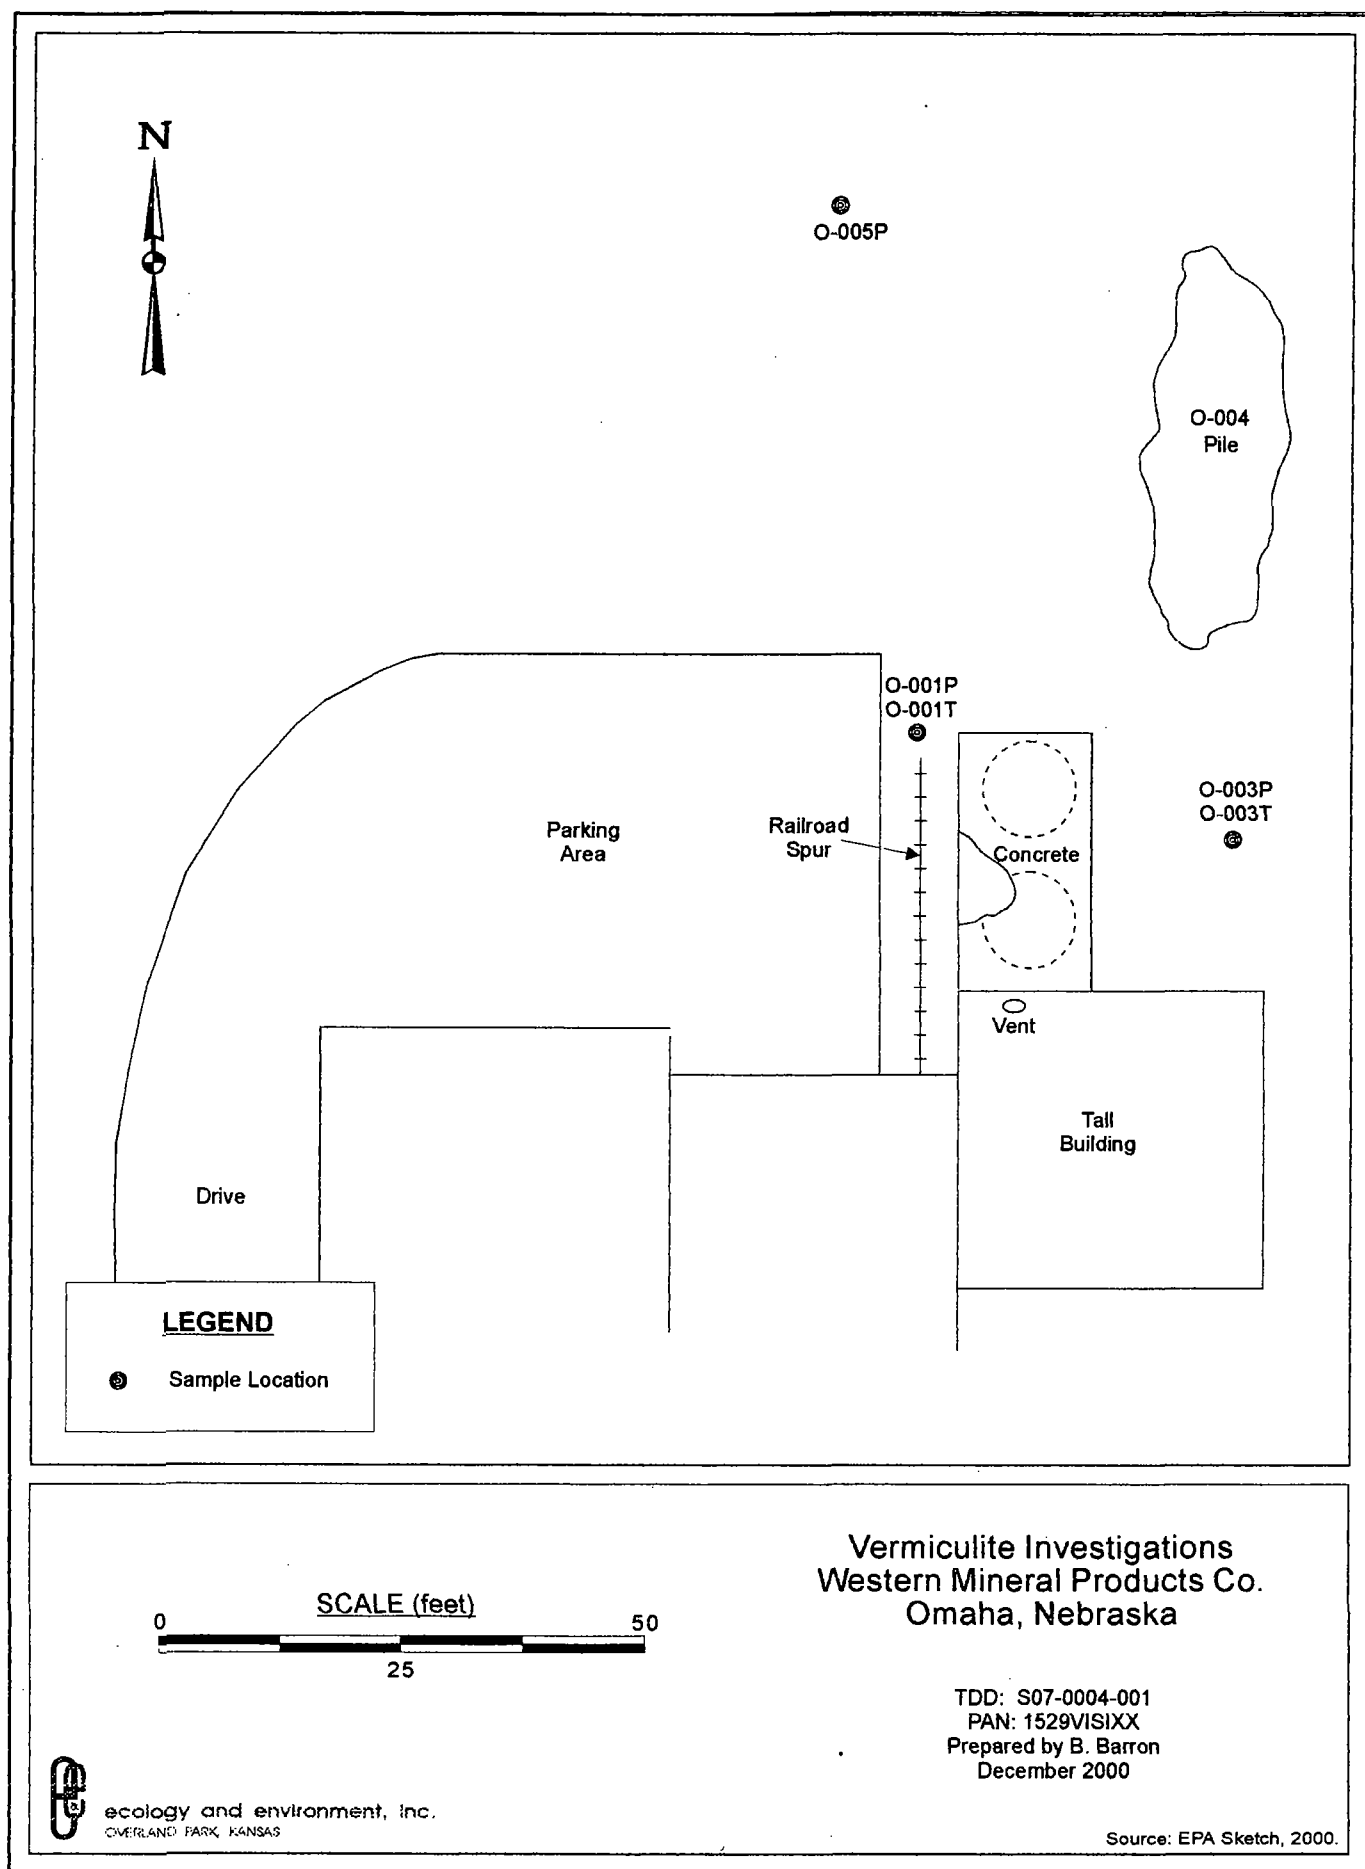 N
O-005P
O-004
Pile
O-001P
O-001T
O-003P
O-003T
Parking
Area
Railroad
Spur
Concrete
Vent
Tall
Building
Drive
LEGEND
Sample Location
SCALE (feet)
0 50
25
Vermiculite Investigations
Western Mineral Products Co.
Omaha, Nebraska
TDD: S07-0004-001
PAN: 1529VISIXX
Prepared by B. Barron
December 2000
ecology and environment, inc.
OVERLAND PARK, KANSAS
Source: EPA Sketch, 2000.